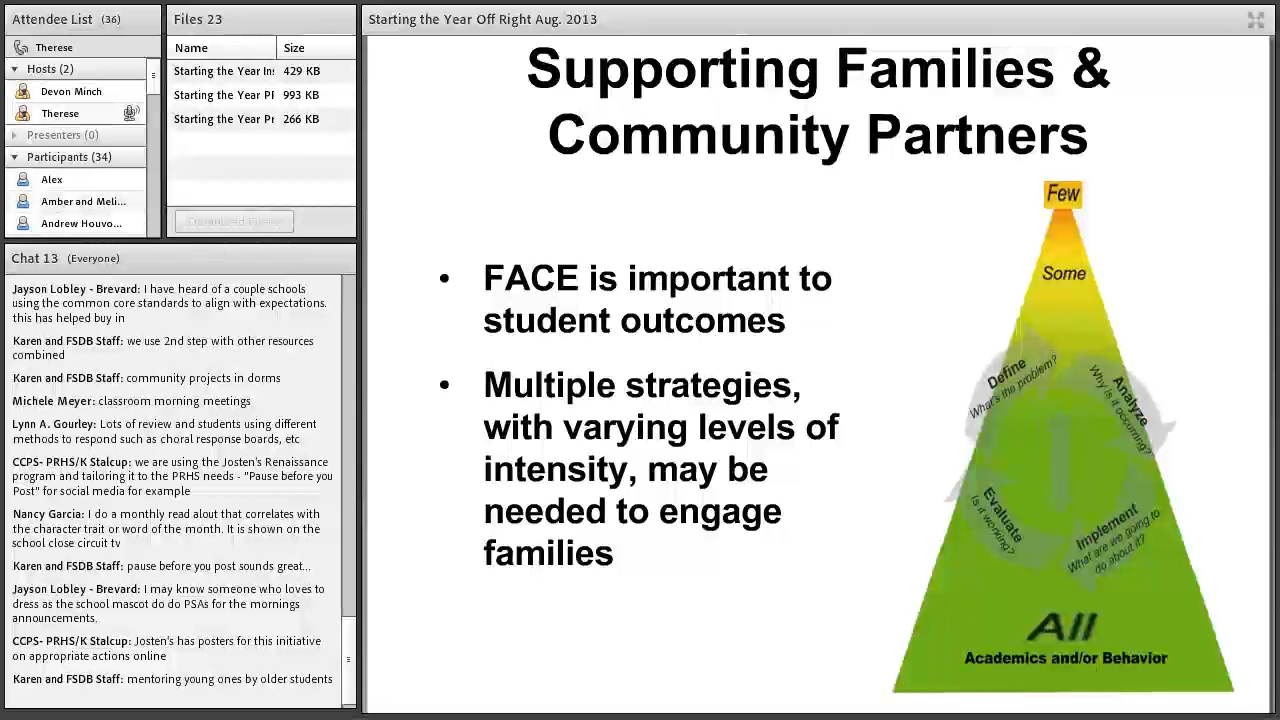 Attendee List (36)
Therese
Hosts (2)
Devon Minch
Therese
Presenters (0)
Participants (34)
Alex
Amber and Meli...
Andrew Houvo...
Files 23
Name Size
Starting the Year In: 429 KB
Starting the Year Pl 993 KB
Starting the Year Pr 266 KB
Chat 13 (Everyone)
Jayson Lobley - Brevard: I have heard of a couple schools
using the common core standards to align with expectations.
this has helped buy in
Karen and FSDB Staff: we use 2nd step with other resources
combined
Karen and FSDB Staff: community projects in dorms
Michele Meyer: classroom morning meetings
Lynn A. Gourley: Lots of review and students using different
methods to respond such as choral response boards, etc
CCPS- PRHS/K Stalcup: we are using the Josten's Renaissance
program and tailoring it to the PRHS needs - "Pause before you
Post" for social media for example
Nancy Garcia: I do a monthly read alout that correlates with
the character trait or word of the month. It is shown on the
school close circuit tv
Karen and FSDB Staff: pause before you post sounds great...
Jayson Lobley - Brevard: I may know someone who loves to
dress as the school mascot do do PSAs for the mornings
announcements.
CCPS- PRHS/K Stalcup: Josten's has posters for this initiative
on appropriate actions online
Karen and FSDB Staff: mentoring young ones by older students
Starting the Year Off Right Aug. 2013
Supporting Families &
Community Partners
• FACE is important to
student outcomes
• Multiple strategies,
with varying levels of
intensity, may be
needed to engage
families
Few
Some
Define
What's the problem?
Analyze
Why is it occurring?
Evaluate
Is it working?
Implement
What are we going to
do about it?
All
Academics and/or Behavior